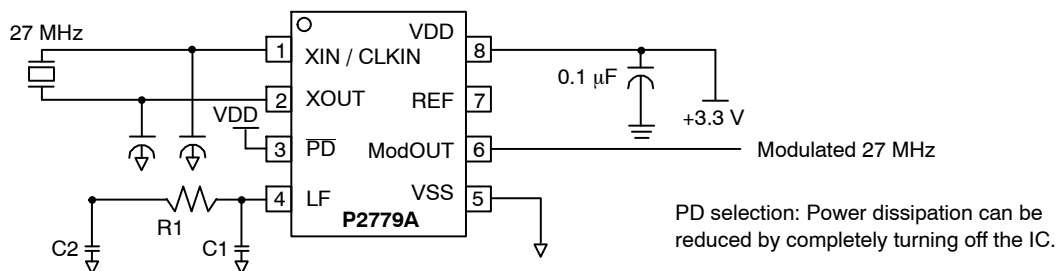 27 MHz
1
XIN / CLKIN
VDD
8
0.1 μF
+3.3 V
2
XOUT
REF
7
VDD
3
PD
ModOUT
6
Modulated 27 MHz
4
LF
VSS
5
P2779A
R1
C2
C1
PD selection: Power dissipation can be
reduced by completely turning off the IC.